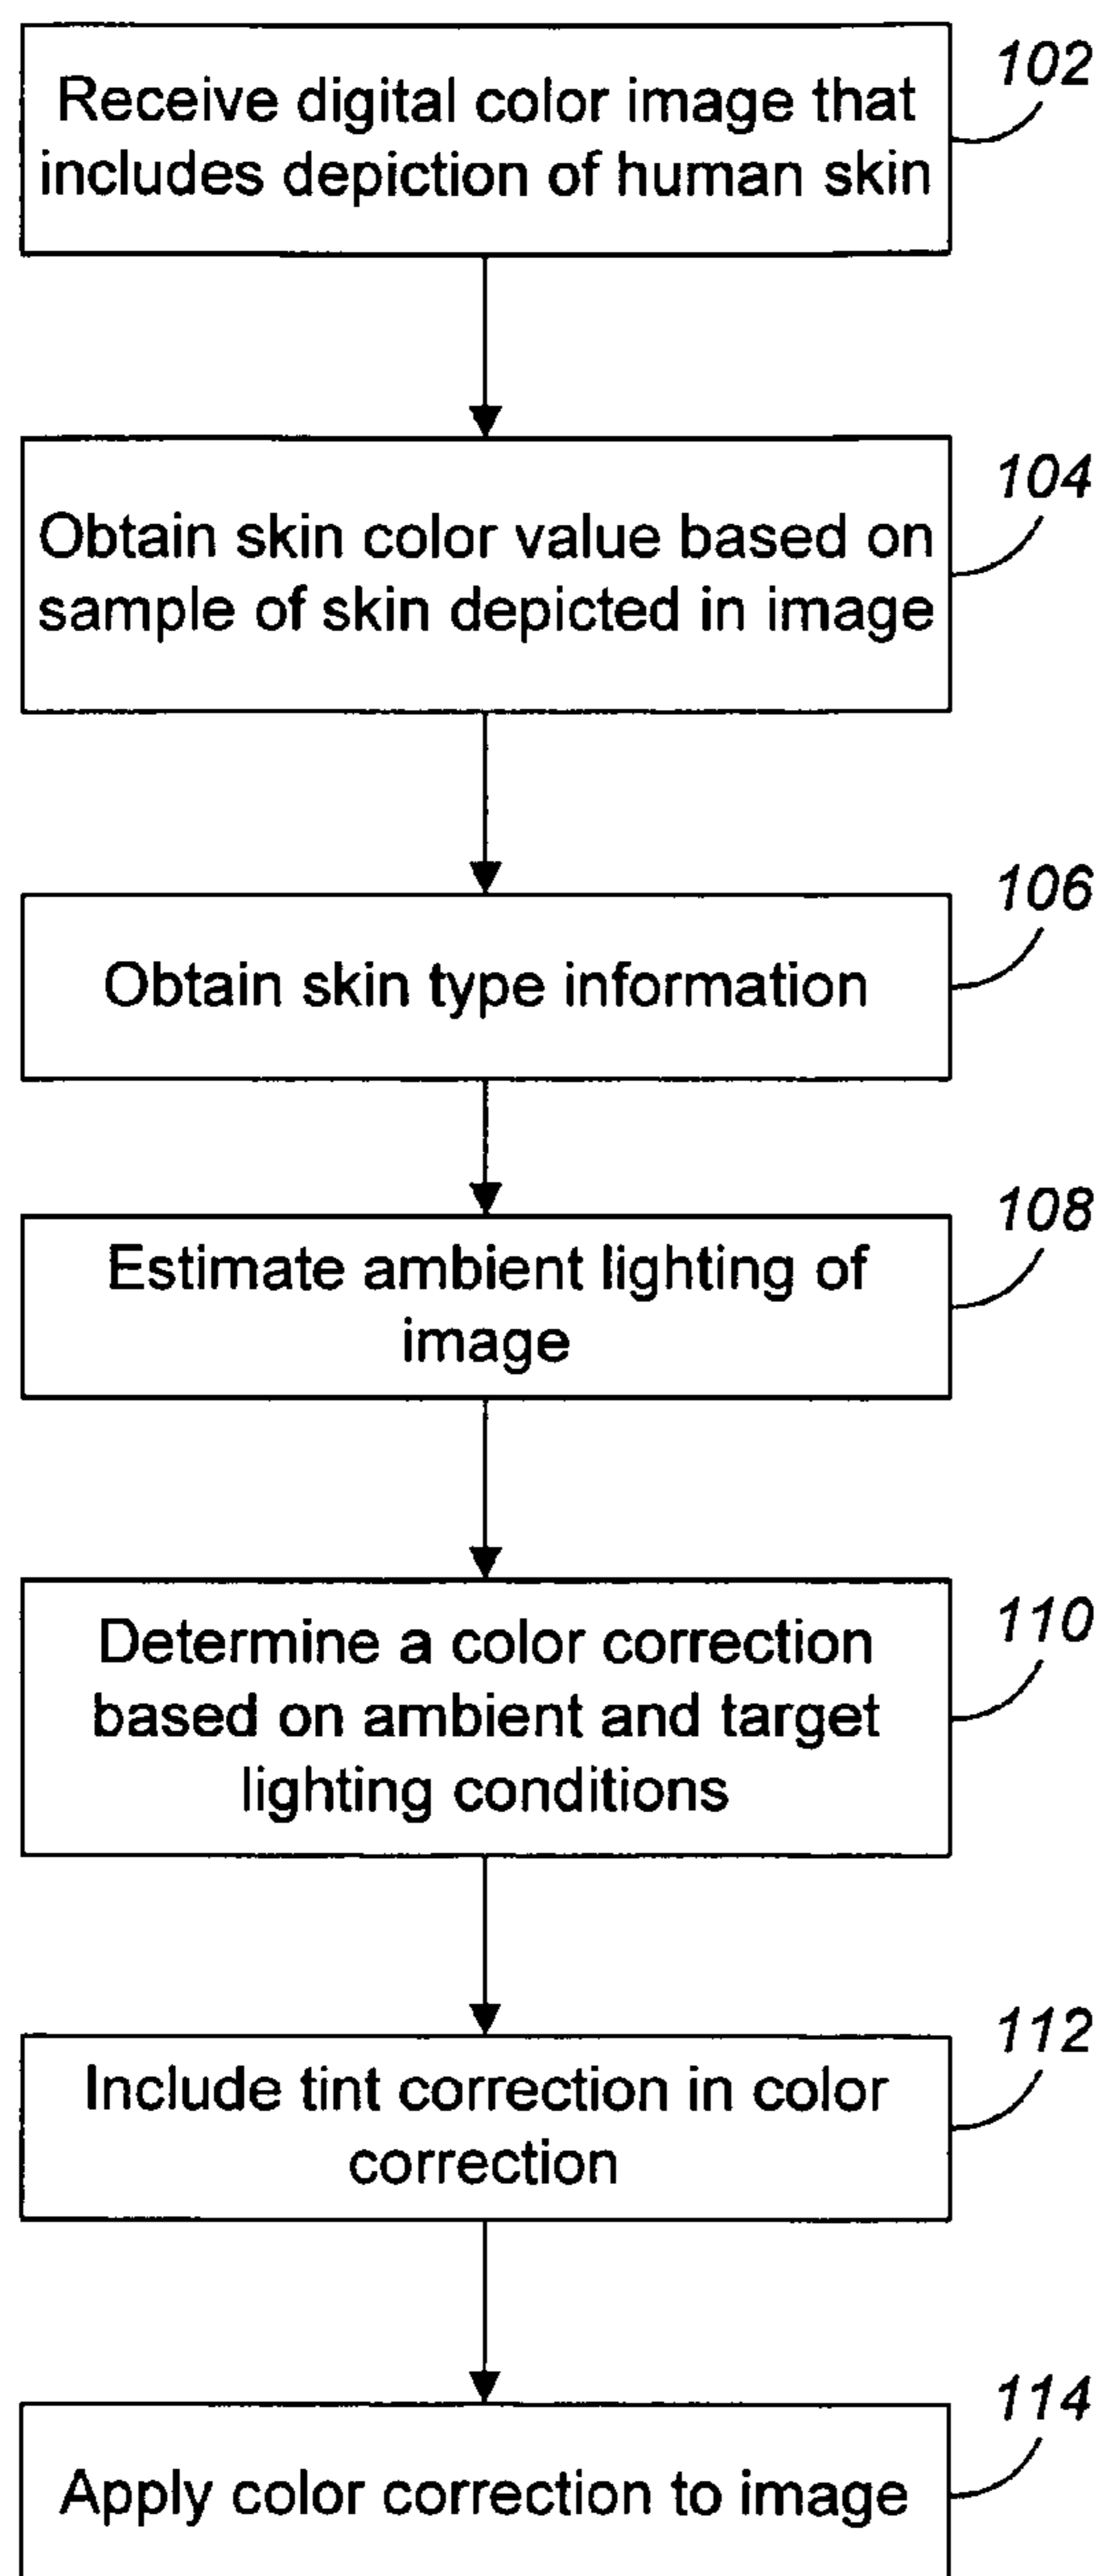 102
Receive digital color image that
includes depiction of human skin
104
Obtain skin color value based on
sample of skin depicted in image
106
Obtain skin type information
108
Estimate ambient lighting of
image
110
Determine a color correction
based on ambient and target
lighting conditions
112
Include tint correction in color
correction
114
Apply color correction to image